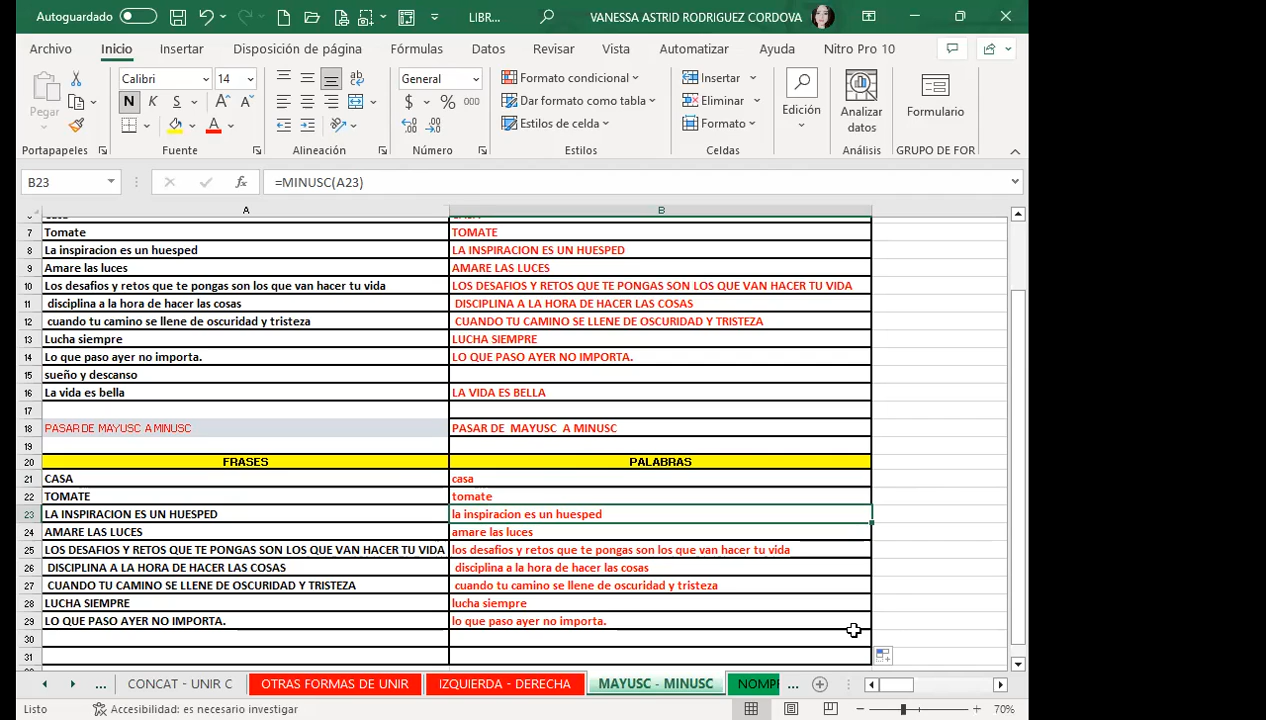 Autoguardado LIBR... VANESSA ASTRID RODRIGUEZ CORDOVA
Archivo Inicio Insertar Disposición de página Fórmulas Datos Revisar Vista Automatizar Ayuda Nitro Pro 10
Pegar Calibri 14 General Formato condicional Insertar Edición Analizar datos Formulario
N K S $ % 000 Dar formato como tabla Eliminar
Estilos de celda Formato
Portapapeles Fuente Alineación Número Estilos Celdas Análisis GRUPO DE FOR
B23 fx =MINUSC(A23)
A B
7 Tomate TOMATE
8 La inspiracion es un huesped LA INSPIRACION ES UN HUESPED
9 Amare las luces AMARE LAS LUCES
10 Los desafios y retos que te pongas son los que van hacer tu vida LOS DESAFIOS Y RETOS QUE TE PONGAS SON LOS QUE VAN HACER TU VIDA
11 disciplina a la hora de hacer las cosas DISCIPLINA A LA HORA DE HACER LAS COSAS
12 cuando tu camino se llene de oscuridad y tristeza CUANDO TU CAMINO SE LLENE DE OSCURIDAD Y TRISTEZA
13 Lucha siempre LUCHA SIEMPRE
14 Lo que paso ayer no importa. LO QUE PASO AYER NO IMPORTA.
15 sueño y descanso
16 La vida es bella LA VIDA ES BELLA
17
18 PASAR DE MAYUSC A MINUSC PASAR DE MAYUSC A MINUSC
19
20 FRASES PALABRAS
21 CASA casa
22 TOMATE tomate
23 LA INSPIRACION ES UN HUESPED la inspiracion es un huesped
24 AMARE LAS LUCES amare las luces
25 LOS DESAFIOS Y RETOS QUE TE PONGAS SON LOS QUE VAN HACER TU VIDA los desafios y retos que te pongas son los que van hacer tu vida
26 DISCIPLINA A LA HORA DE HACER LAS COSAS disciplina a la hora de hacer las cosas
27 CUANDO TU CAMINO SE LLENE DE OSCURIDAD Y TRISTEZA cuando tu camino se llene de oscuridad y tristeza
28 LUCHA SIEMPRE lucha siempre
29 LO QUE PASO AYER NO IMPORTA. lo que paso ayer no importa.
30
31
... CONCAT - UNIR C OTRAS FORMAS DE UNIR IZQUIERDA - DERECHA MAYUSC - MINUSC ...
Listo Accesibilidad: es necesario investigar 70%